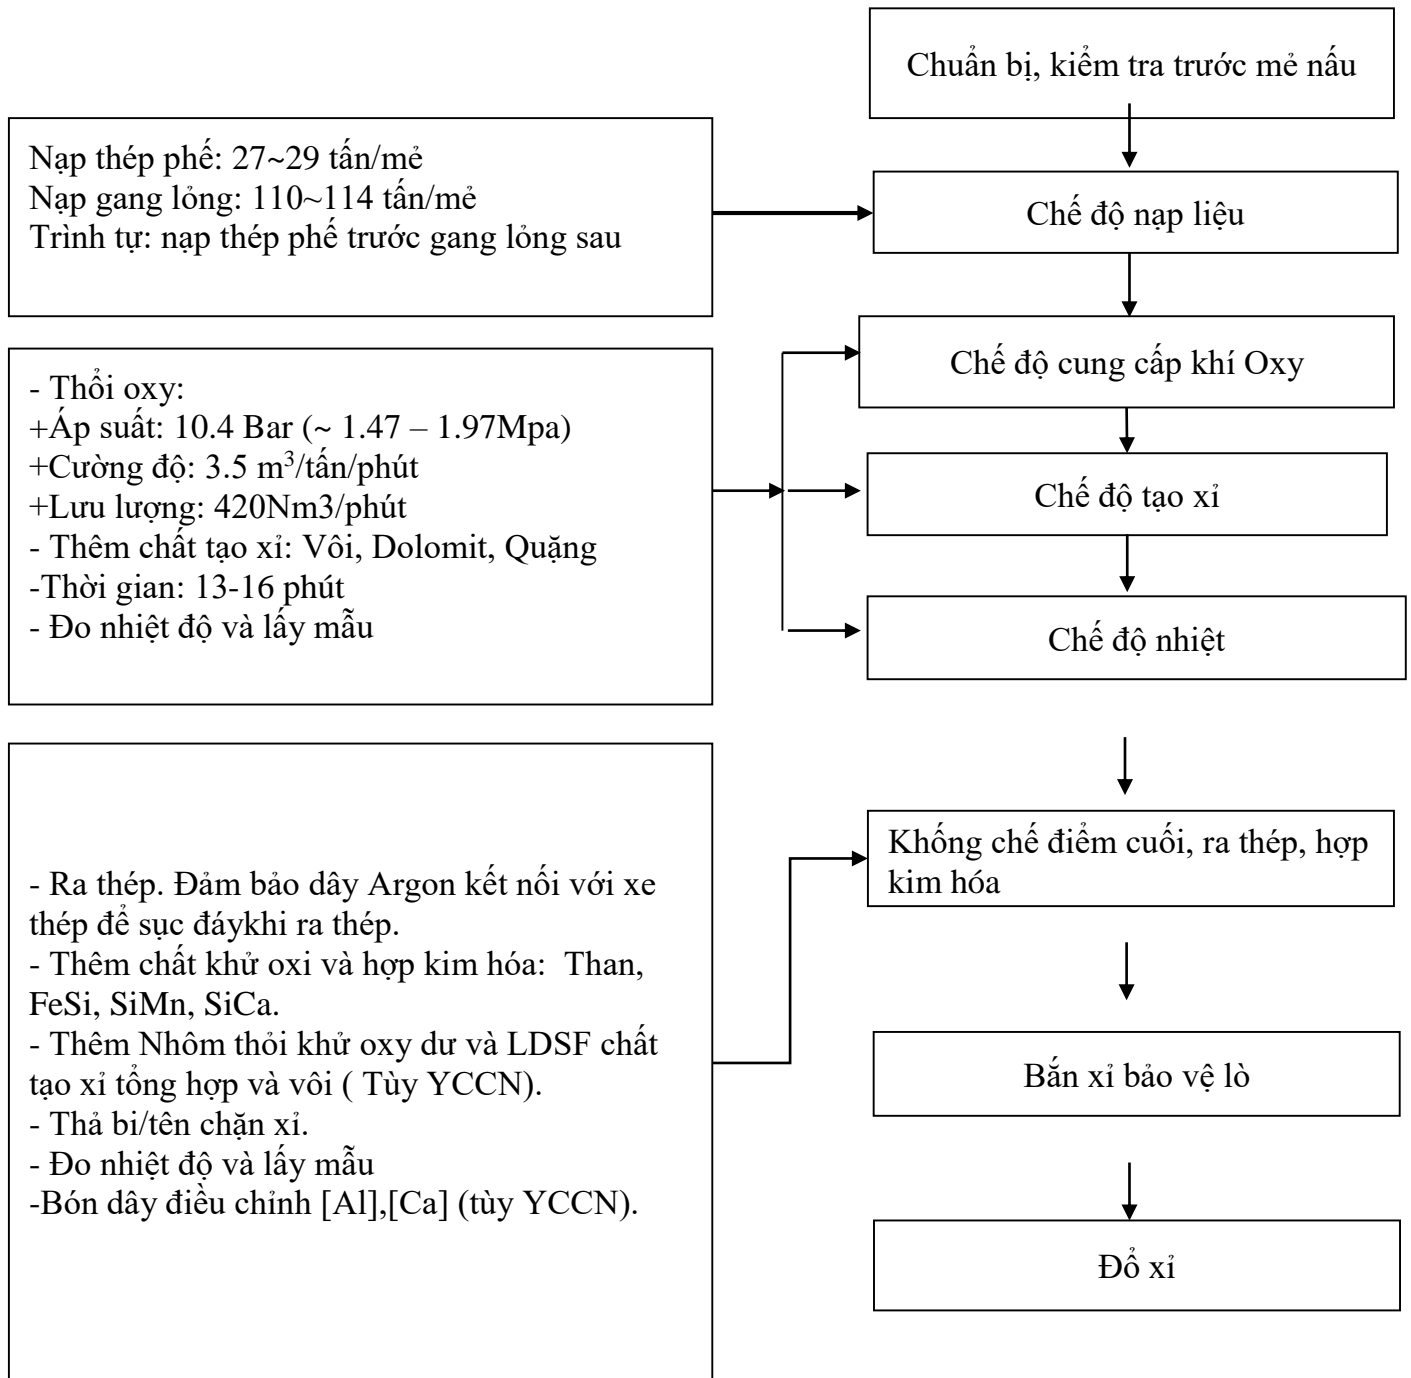 Chuẩn bị, kiểm tra trước mẻ nấu
Nạp thép phế: 27~29 tấn/mẻ
Nạp gang lỏng: 110~114 tấn/mẻ
Trình tự: nạp thép phế trước gang lỏng sau
Chế độ nạp liệu
- Thổi oxy:
+Áp suất: 10.4 Bar (~ 1.47 – 1.97Mpa)
+Cường độ: 3.5 m³/tấn/phút
+Lưu lượng: 420Nm3/phút
- Thêm chất tạo xỉ: Vôi, Dolomit, Quặng
-Thời gian: 13-16 phút
- Đo nhiệt độ và lấy mẫu
Chế độ cung cấp khí Oxy
Chế độ tạo xỉ
Chế độ nhiệt
- Ra thép. Đảm bảo dây Argon kết nối với xe
thép để sục đáykhi ra thép.
- Thêm chất khử oxi và hợp kim hóa:  Than,
FeSi, SiMn, SiCa.
- Thêm Nhôm thỏi khử oxy dư và LDSF chất
tạo xỉ tổng hợp và vôi ( Tùy YCCN).
- Thả bi/tên chặn xỉ.
- Đo nhiệt độ và lấy mẫu
-Bón dây điều chỉnh [Al],[Ca] (tùy YCCN).
Khống chế điểm cuối, ra thép, hợp
kim hóa
Bắn xỉ bảo vệ lò
Đổ xỉ